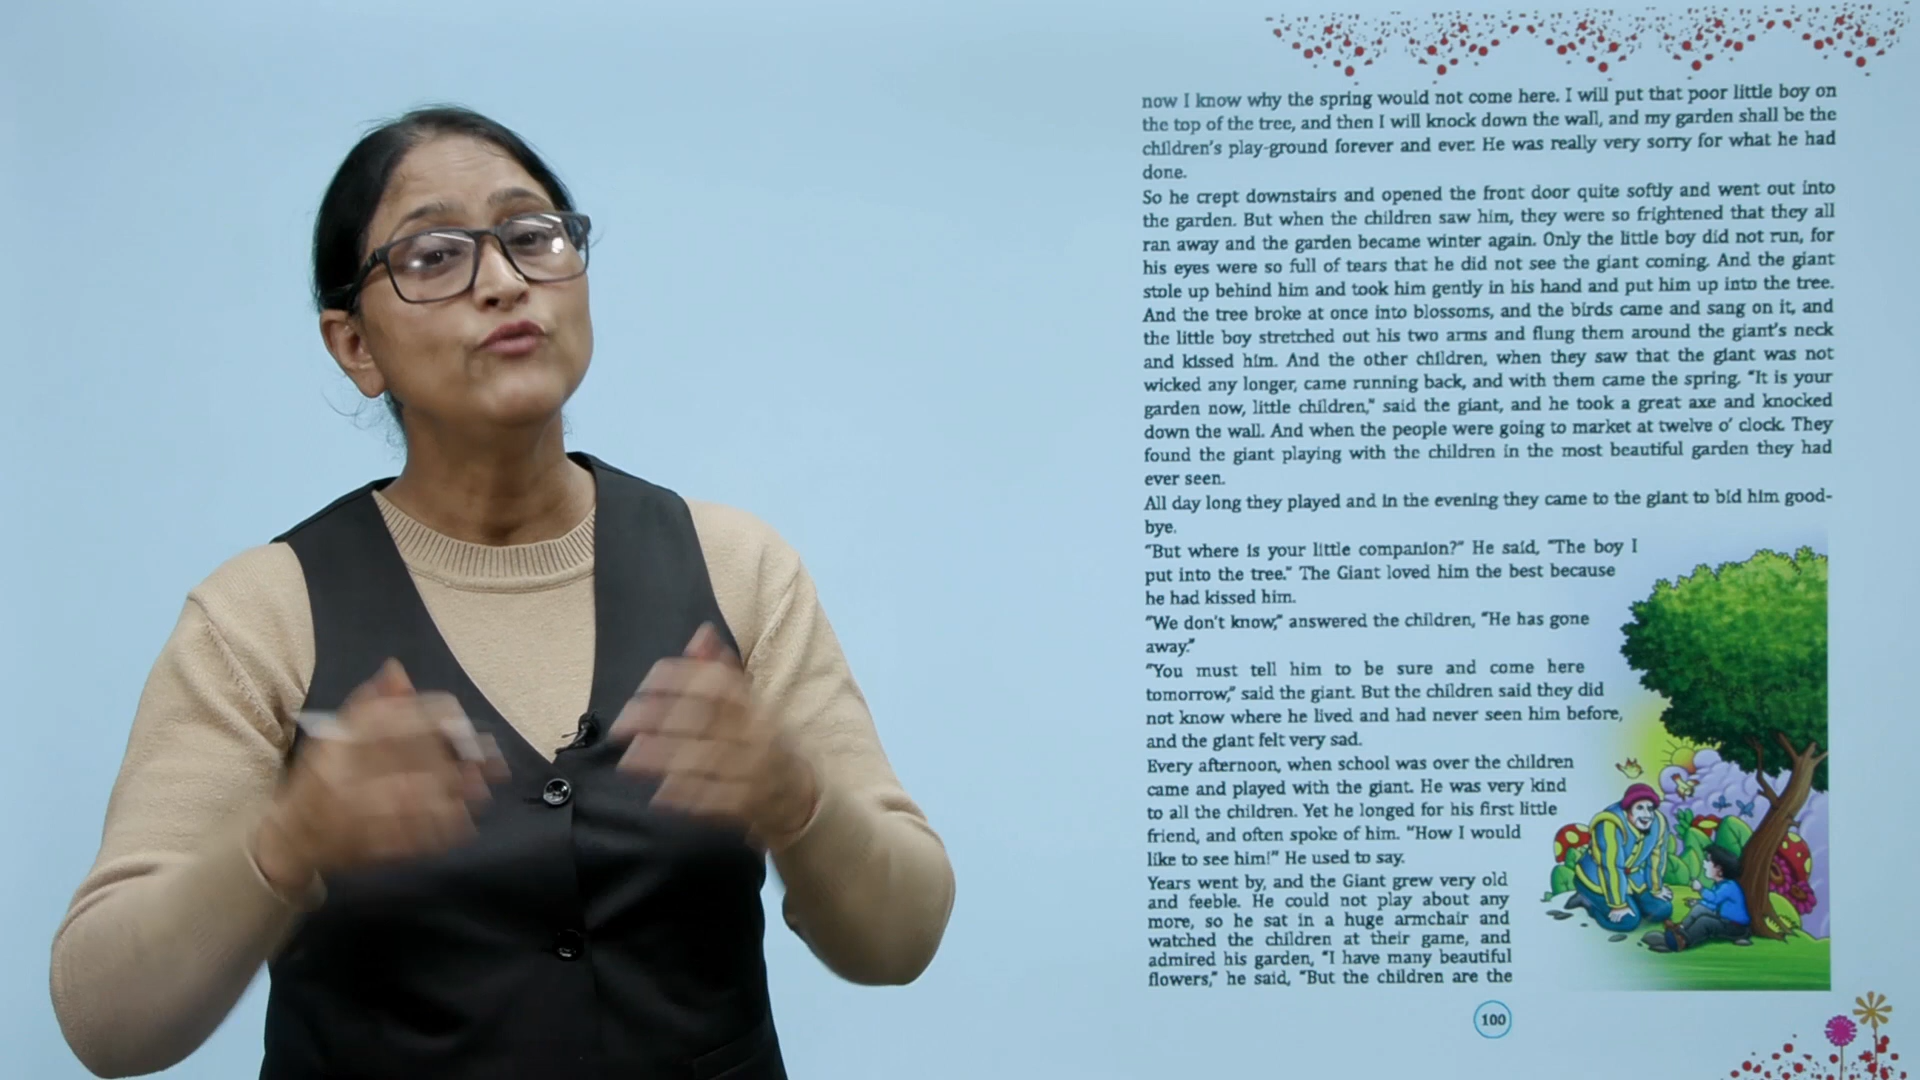 now I know why the spring would not come here. I will put that poor little boy on
the top of the tree, and then I will knock down the wall, and my garden shall be the
children's play-ground forever and ever. He was really very sorry for what he had
done.
So he crept downstairs and opened the front door quite softly and went out into
the garden. But when the children saw him, they were so frightened that they all
ran away and the garden became winter again. Only the little boy did not run, for
his eyes were so full of tears that he did not see the giant coming. And the giant
stole up behind him and took him gently in his hand and put him up into the tree.
And the tree broke at once into blossoms, and the birds came and sang on it, and
the little boy stretched out his two arms and flung them around the giant's neck
and kissed him. And the other children, when they saw that the giant was not
wicked any longer, came running back, and with them came the spring. "It is your
garden now, little children," said the giant, and he took a great axe and knocked
down the wall. And when the people were going to market at twelve o' clock. They
found the giant playing with the children in the most beautiful garden they had
ever seen.
All day long they played and in the evening they came to the giant to bid him good-
bye.
"But where is your little companion?" He said, "The boy I
put into the tree." The Giant loved him the best because
he had kissed him.
"We don't know," answered the children, "He has gone
away."
"You must tell him to be sure and come here
tomorrow," said the giant. But the children said they did
not know where he lived and had never seen him before,
and the giant felt very sad.
Every afternoon, when school was over the children
came and played with the giant. He was very kind
to all the children. Yet he longed for his first little
friend, and often spoke of him. "How I would
like to see him!" He used to say.
Years went by, and the Giant grew very old
and feeble. He could not play about any
more, so he sat in a huge armchair and
watched the children at their game, and
admired his garden, "I have many beautiful
flowers," he said, "But the children are the
100